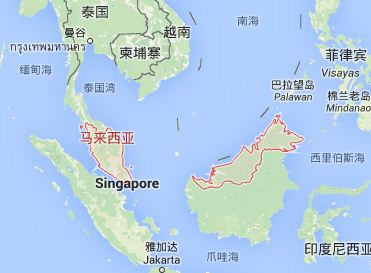 泰国
曼谷
กรุงเทพมหานคร
越南
南海
柬埔寨
缅甸海
泰国湾
菲律宾
Visayas
巴拉望岛
Palawan
棉兰老岛
Mindanao
马来西亚
西里伯斯海
Singapore
雅加达
Jakarta
爪哇海
印度尼西亚